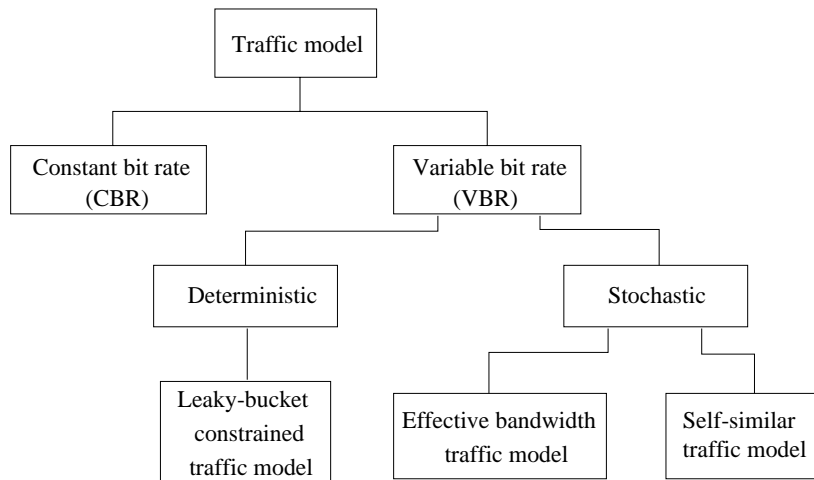 Traffic model
Constant bit rate
(CBR)
Variable bit rate
(VBR)
Deterministic
Stochastic
Leaky-bucket
constrained
traffic model
Effective bandwidth
traffic model
Self-similar
traffic model